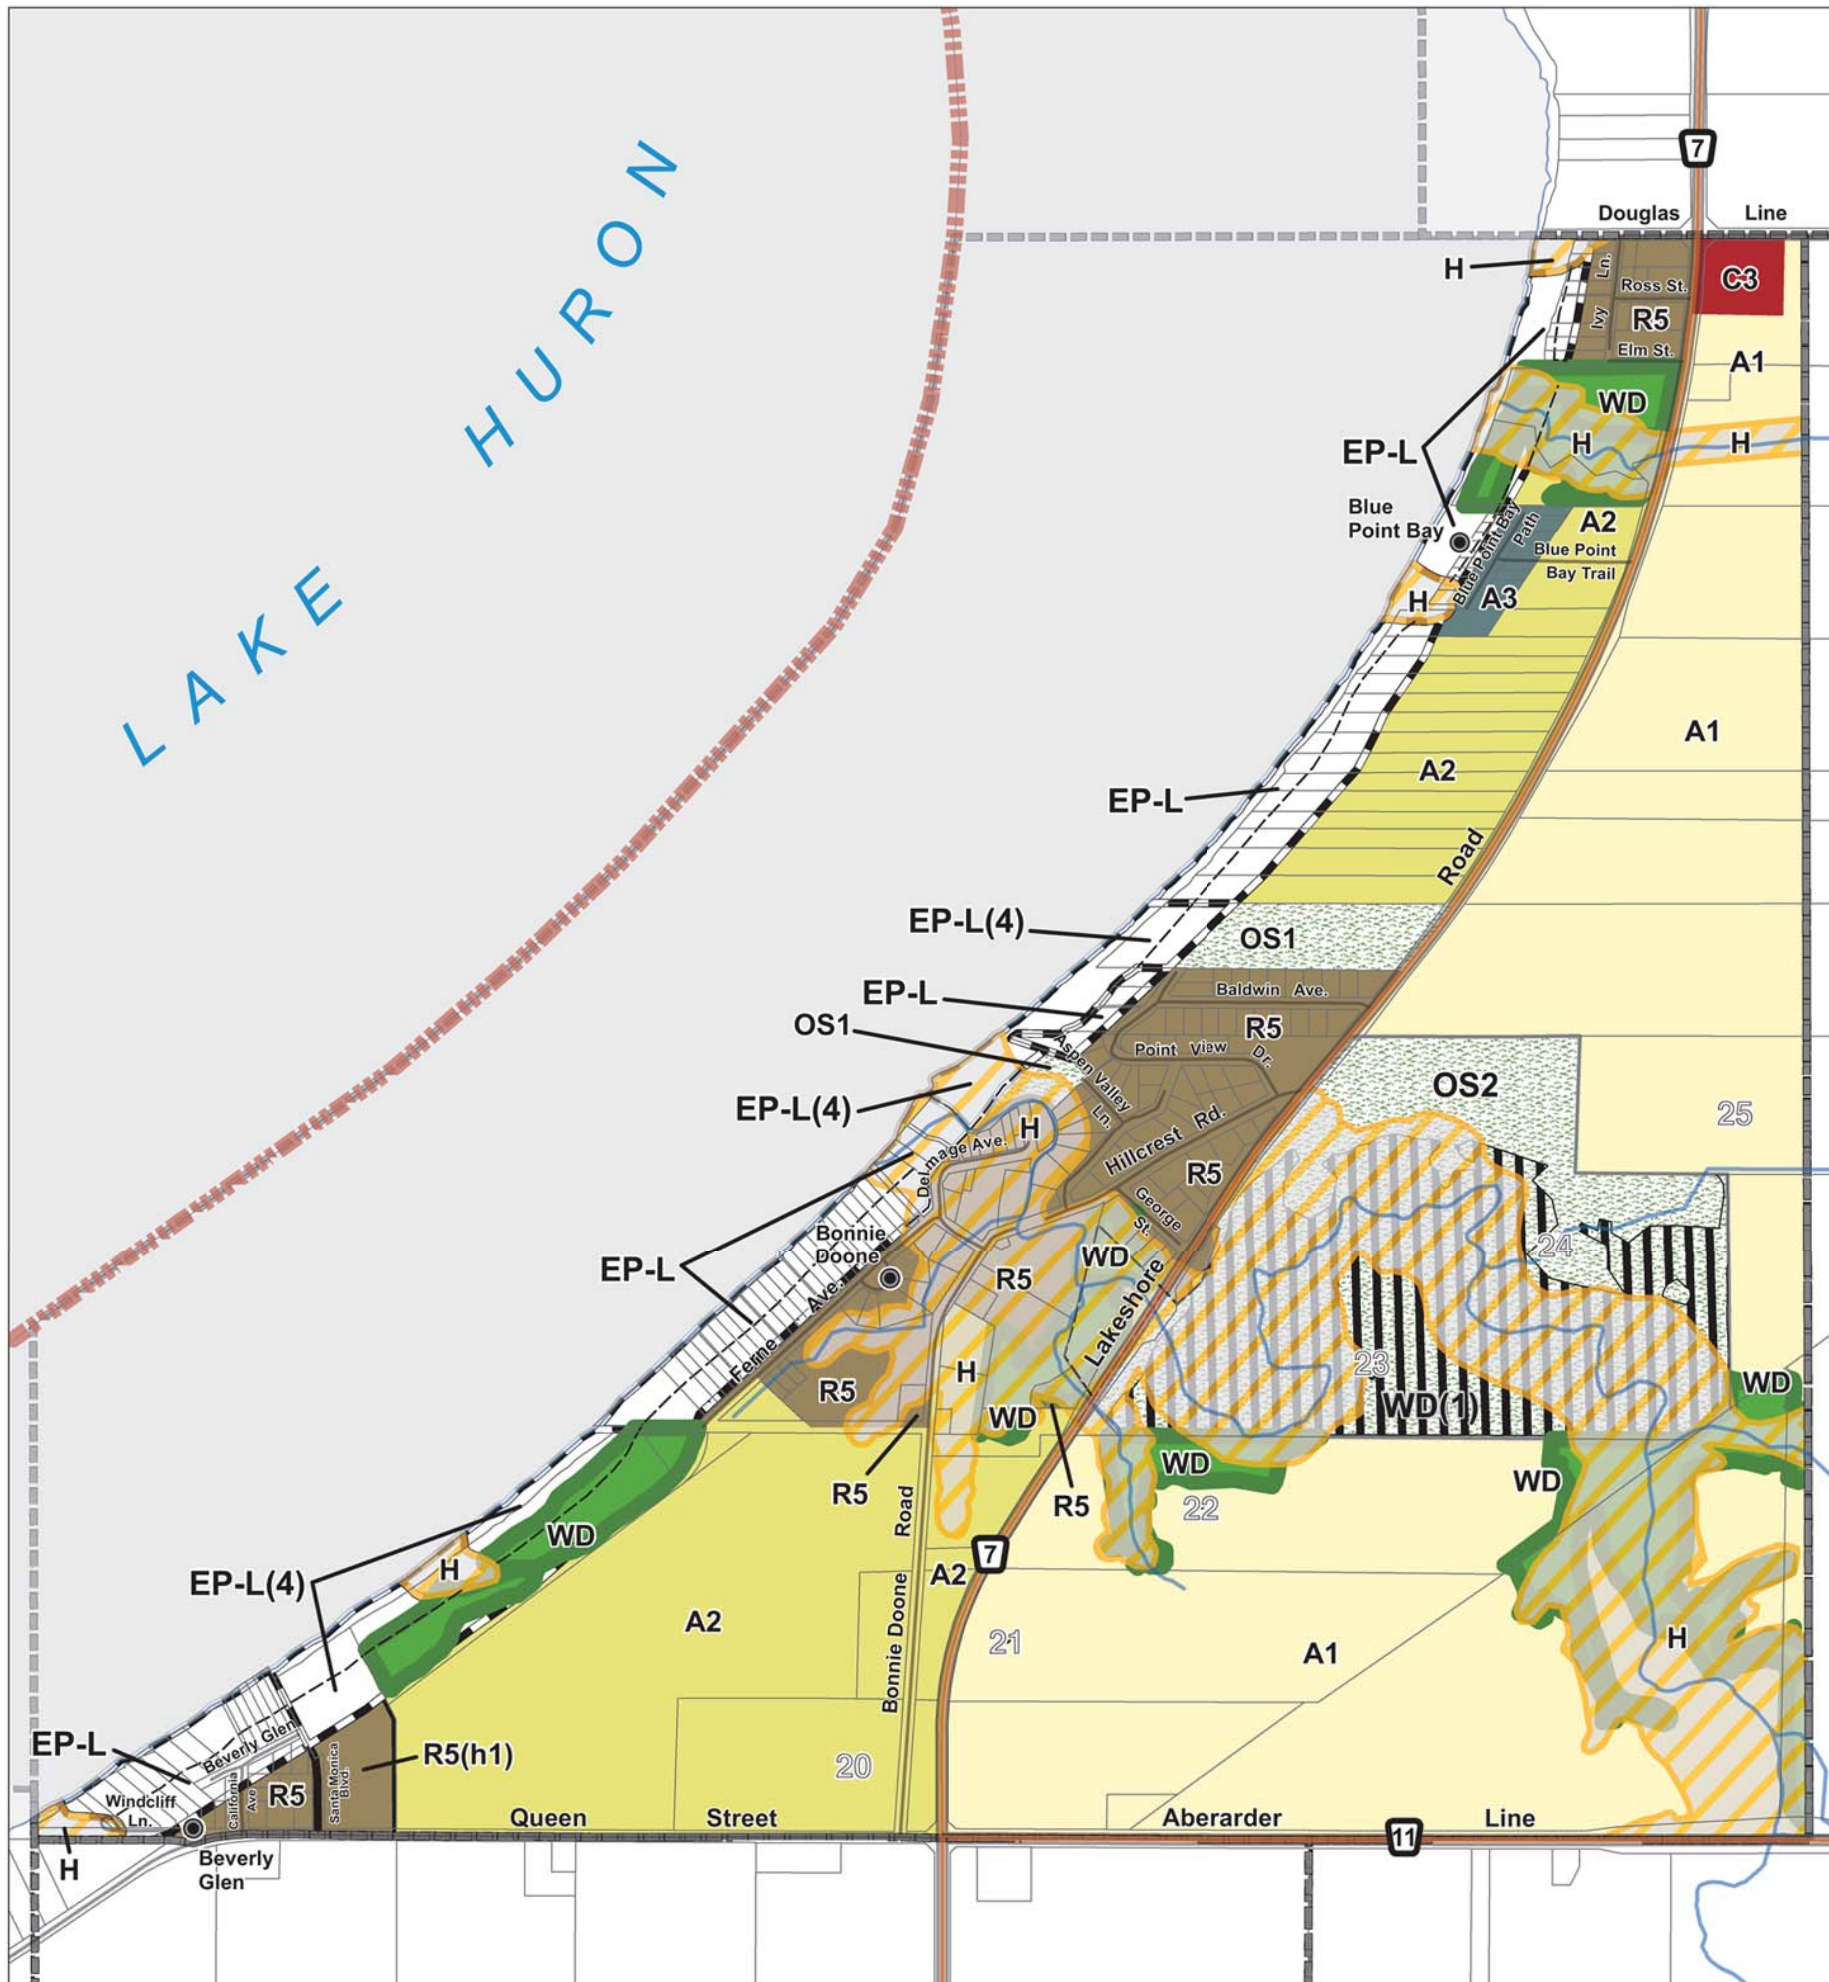 LAKE HURON
7
Douglas Line
H
Ivy Ln.
Ross St.
C3
R5
Elm St.
A1
WD
H
H
EP-L
Blue
Point Bay
Blue Point Bay
Path
A2
Blue Point
Bay Trail
H
A3
A1
A2
EP-L
Road
EP-L(4)
OS1
EP-L
Baldwin Ave.
OS1
R5
Aspen Valley
Ln.
Point View Dr.
OS2
EP-L(4)
25
H
Hillcrest Rd.
Delmage Ave.
R5
George
St.
Bonnie
Doone
WD
24
EP-L
R5
Lakeshore
Ferne Ave.
23
H
R5
WD
WD(1)
WD
WD
WD
R5
R5
22
Road
WD
7
H
A2
EP-L(4)
A2
21
A1
H
Bonnie Doone
EP-L
Beverly Glen
R5(h1)
20
Santa Monica
Blvd.
California
Ave
R5
Windcliff
Ln.
Queen Street
Aberarder Line
11
H
Beverly
Glen